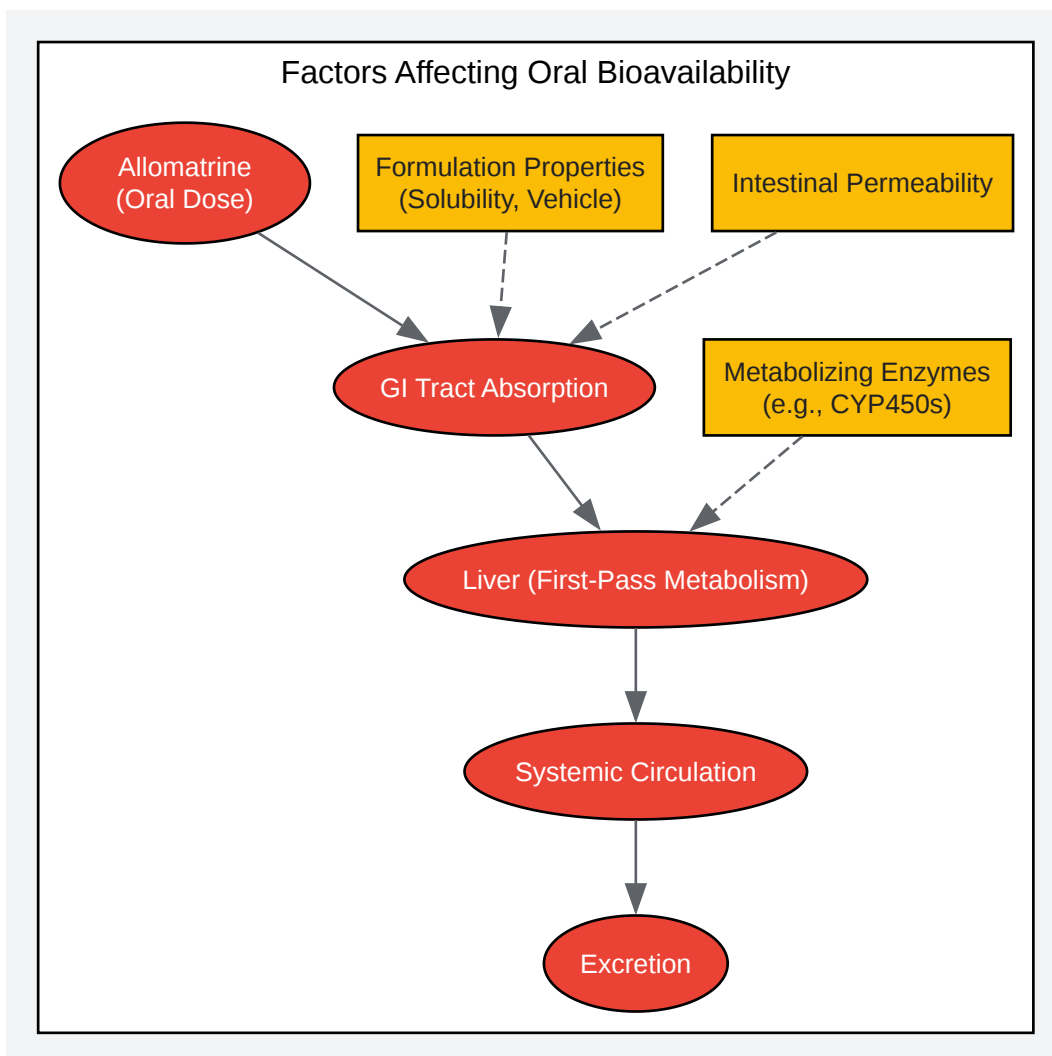 Factors Affecting Oral Bioavailability
Allomatrine
(Oral Dose)
Formulation Properties
(Solubility, Vehicle)
Intestinal Permeability
GI Tract Absorption
Metabolizing Enzymes
(e.g., CYP450s)
Liver (First-Pass Metabolism)
Systemic Circulation
Excretion